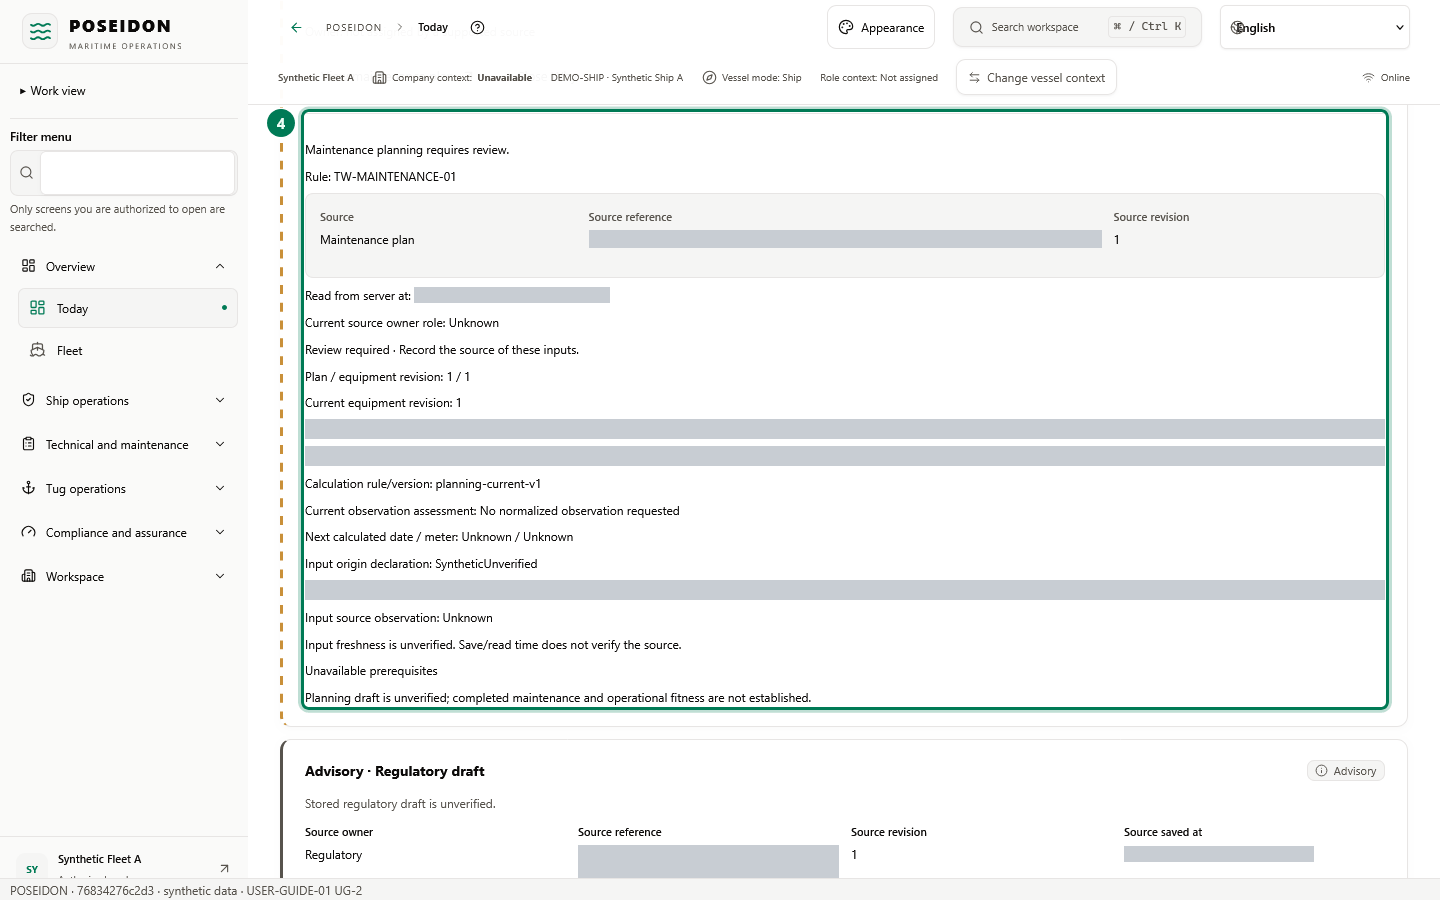 POSEIDON
MARITIME OPERATIONS
Work view
Filter menu
Only screens you are authorized to open are
searched.
Overview
Today
Fleet
Ship operations
Technical and maintenance
Tug operations
Compliance and assurance
Workspace
SY
Synthetic Fleet A
POSEIDON
Today
Appearance
Search workspace
⌘ / Ctrl K
English
Synthetic Fleet A
Company context: Unavailable
DEMO-SHIP · Synthetic Ship A
Vessel mode: Ship
Role context: Not assigned
Change vessel context
Online
4
Maintenance planning requires review.
Rule: TW-MAINTENANCE-01
Source Source reference Source revision
Maintenance plan 1
Read from server at:
Current source owner role: Unknown
Review required · Record the source of these inputs.
Plan / equipment revision: 1 / 1
Current equipment revision: 1
Calculation rule/version: planning-current-v1
Current observation assessment: No normalized observation requested
Next calculated date / meter: Unknown / Unknown
Input origin declaration: SyntheticUnverified
Input source observation: Unknown
Input freshness is unverified. Save/read time does not verify the source.
Unavailable prerequisites
Planning draft is unverified; completed maintenance and operational fitness are not established.
Advisory · Regulatory draft
Advisory
Stored regulatory draft is unverified.
Source owner Source reference Source revision Source saved at
Regulatory 1
POSEIDON · 76834276c2d3 · synthetic data · USER-GUIDE-01 UG-2